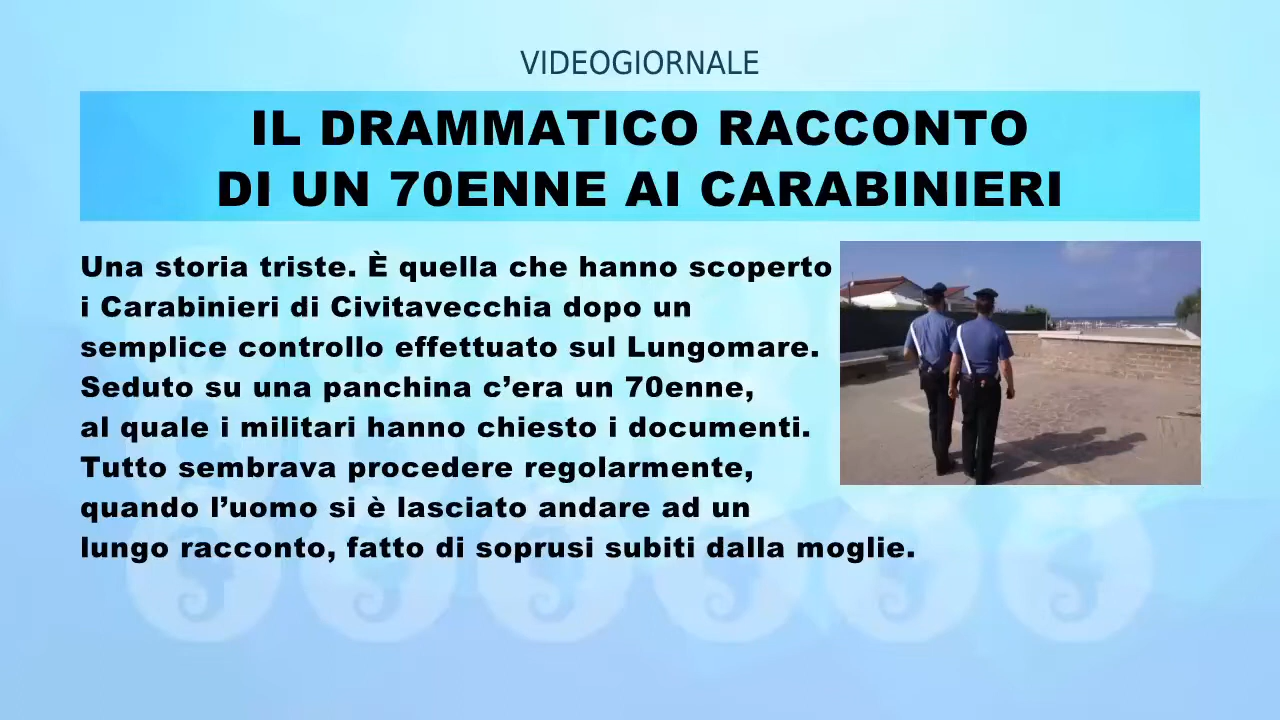 VIDEOGIORNALE
IL DRAMMATICO RACCONTO
DI UN 70ENNE AI CARABINIERI
Una storia triste. È quella che hanno scoperto
i Carabinieri di Civitavecchia dopo un
semplice controllo effettuato sul Lungomare.
Seduto su una panchina c’era un 70enne,
al quale i militari hanno chiesto i documenti.
Tutto sembrava procedere regolarmente,
quando l’uomo si è lasciato andare ad un
lungo racconto, fatto di soprusi subiti dalla moglie.